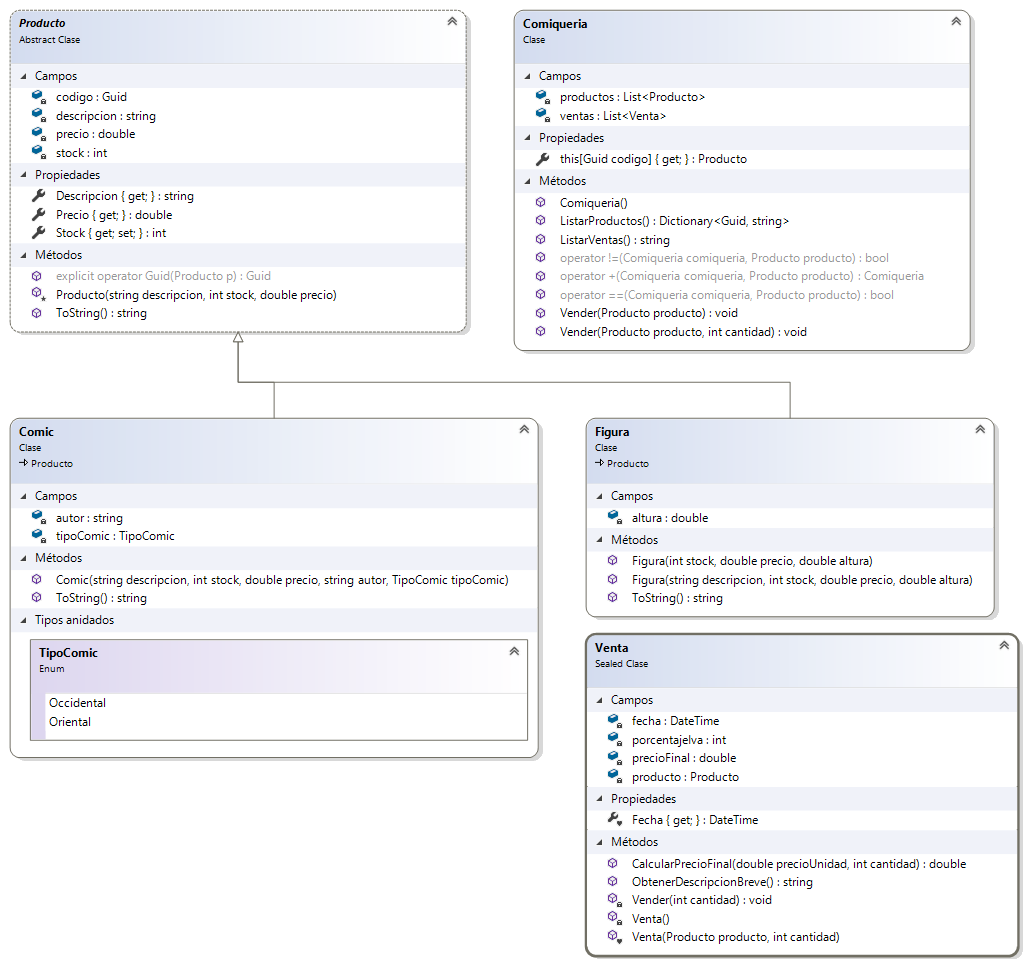 Producto
Abstract Clase
Campos
codigo : Guid
descripcion : string
precio : double
stock : int
Propiedades
Descripcion { get; } : string
Precio { get; } : double
Stock { get; set; } : int
Métodos
explicit operator Guid(Producto p) : Guid
Producto(string descripcion, int stock, double precio)
ToString() : string
Comiqueria
Clase
Campos
productos : List<Producto>
ventas : List<Venta>
Propiedades
this[Guid codigo] { get; } : Producto
Métodos
Comiqueria()
ListarProductos() : Dictionary<Guid, string>
ListarVentas() : string
operator !=(Comiqueria comiqueria, Producto producto) : bool
operator +(Comiqueria comiqueria, Producto producto) : Comiqueria
operator ==(Comiqueria comiqueria, Producto producto) : bool
Vender(Producto producto) : void
Vender(Producto producto, int cantidad) : void
Comic
Clase
Producto
Campos
autor : string
tipoComic : TipoComic
Métodos
Comic(string descripcion, int stock, double precio, string autor, TipoComic tipoComic)
ToString() : string
Tipos anidados
TipoComic
Enum
Occidental
Oriental
Figura
Clase
Producto
Campos
altura : double
Métodos
Figura(int stock, double precio, double altura)
Figura(string descripcion, int stock, double precio, double altura)
ToString() : string
Venta
Sealed Clase
Campos
fecha : DateTime
porcentajeIva : int
precioFinal : double
producto : Producto
Propiedades
Fecha { get; } : DateTime
Métodos
CalcularPrecioFinal(double precioUnidad, int cantidad) : double
ObtenerDescripcionBreve() : string
Vender(int cantidad) : void
Venta()
Venta(Producto producto, int cantidad)